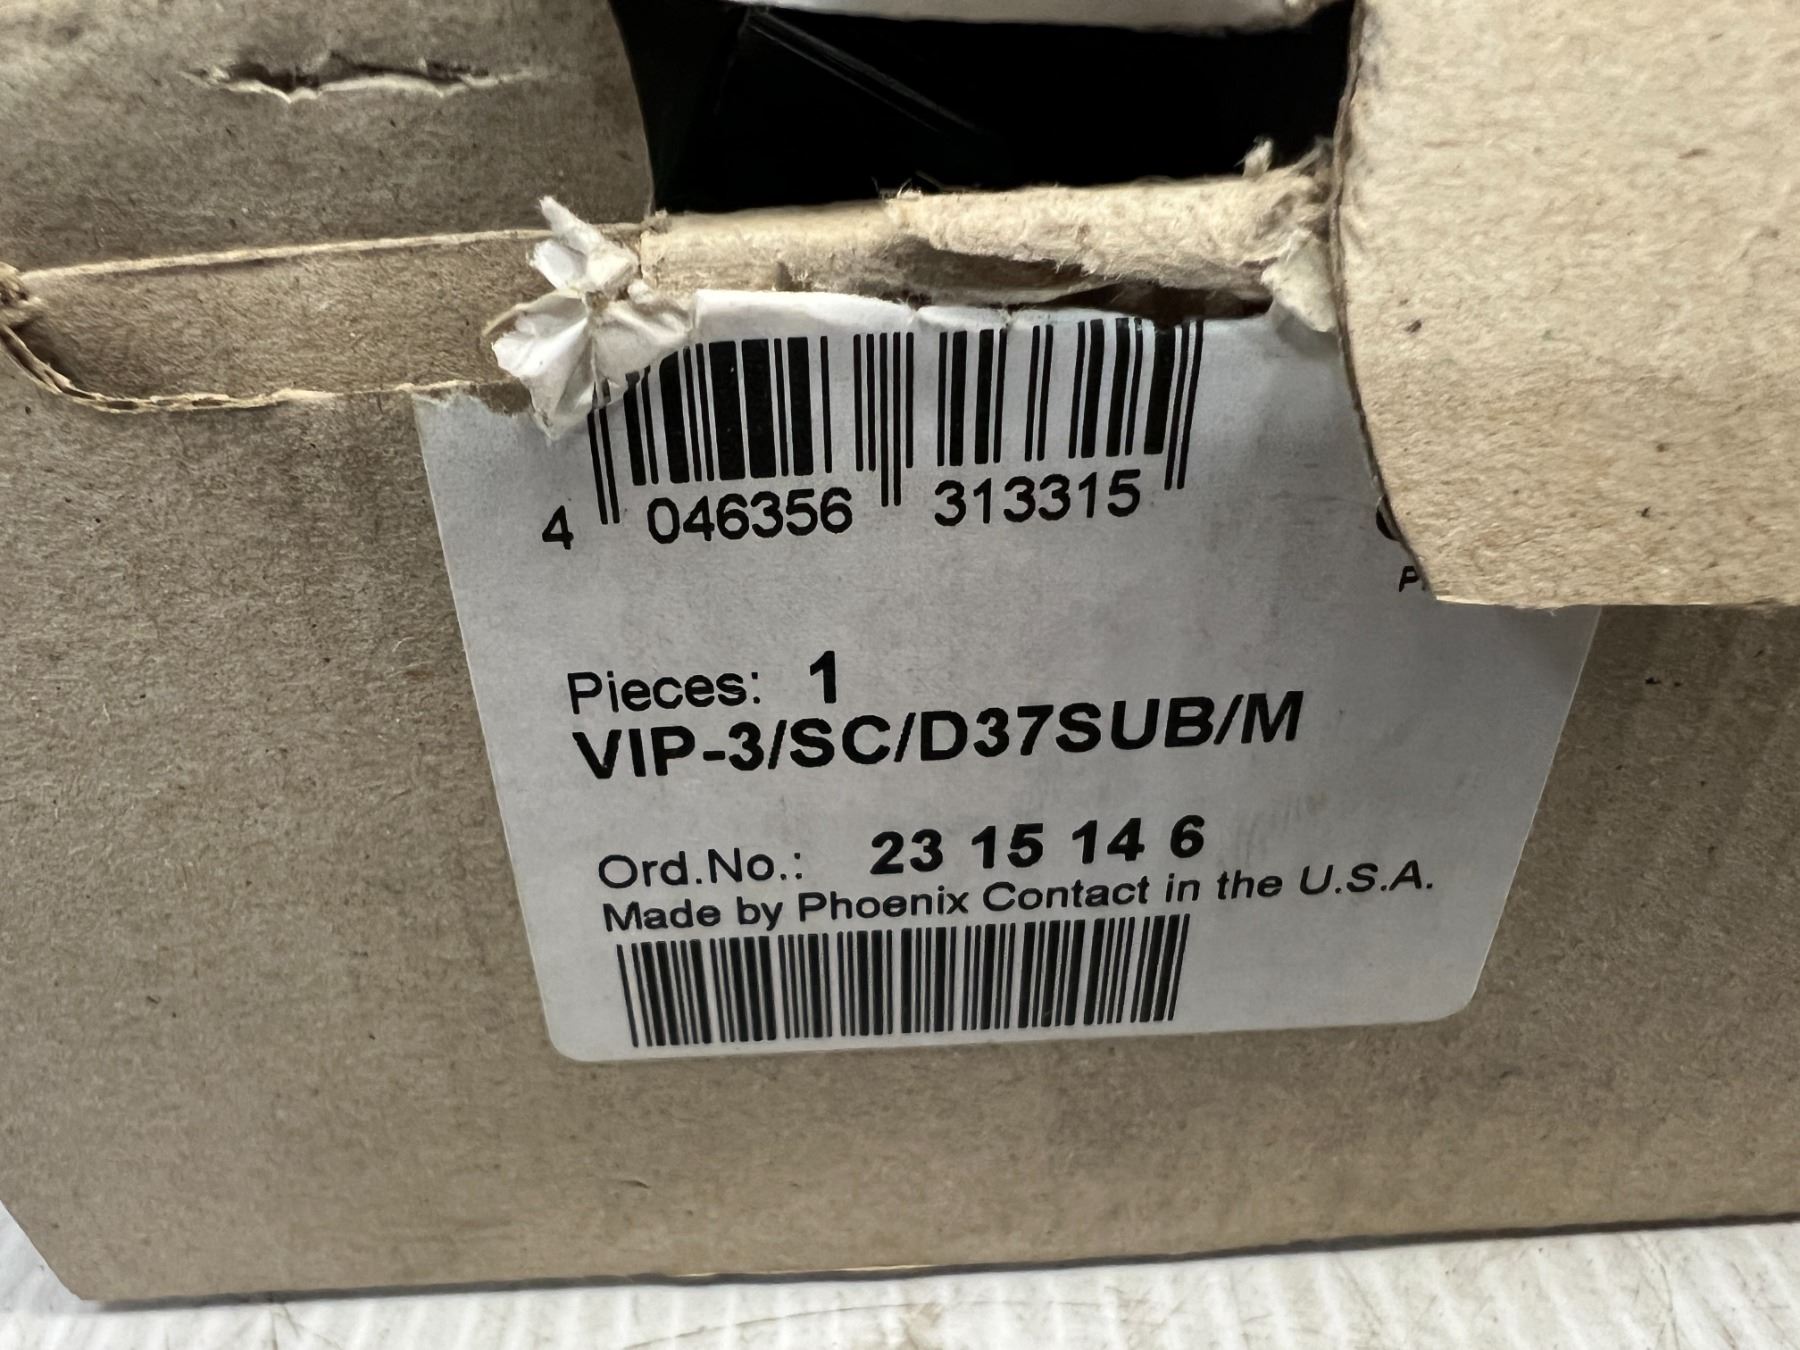 4 046356 313315
Pieces: 1
VIP-3/SC/D37SUB/M
Ord.No.: 23 15 14 6
Made by Phoenix Contact in the U.S.A.